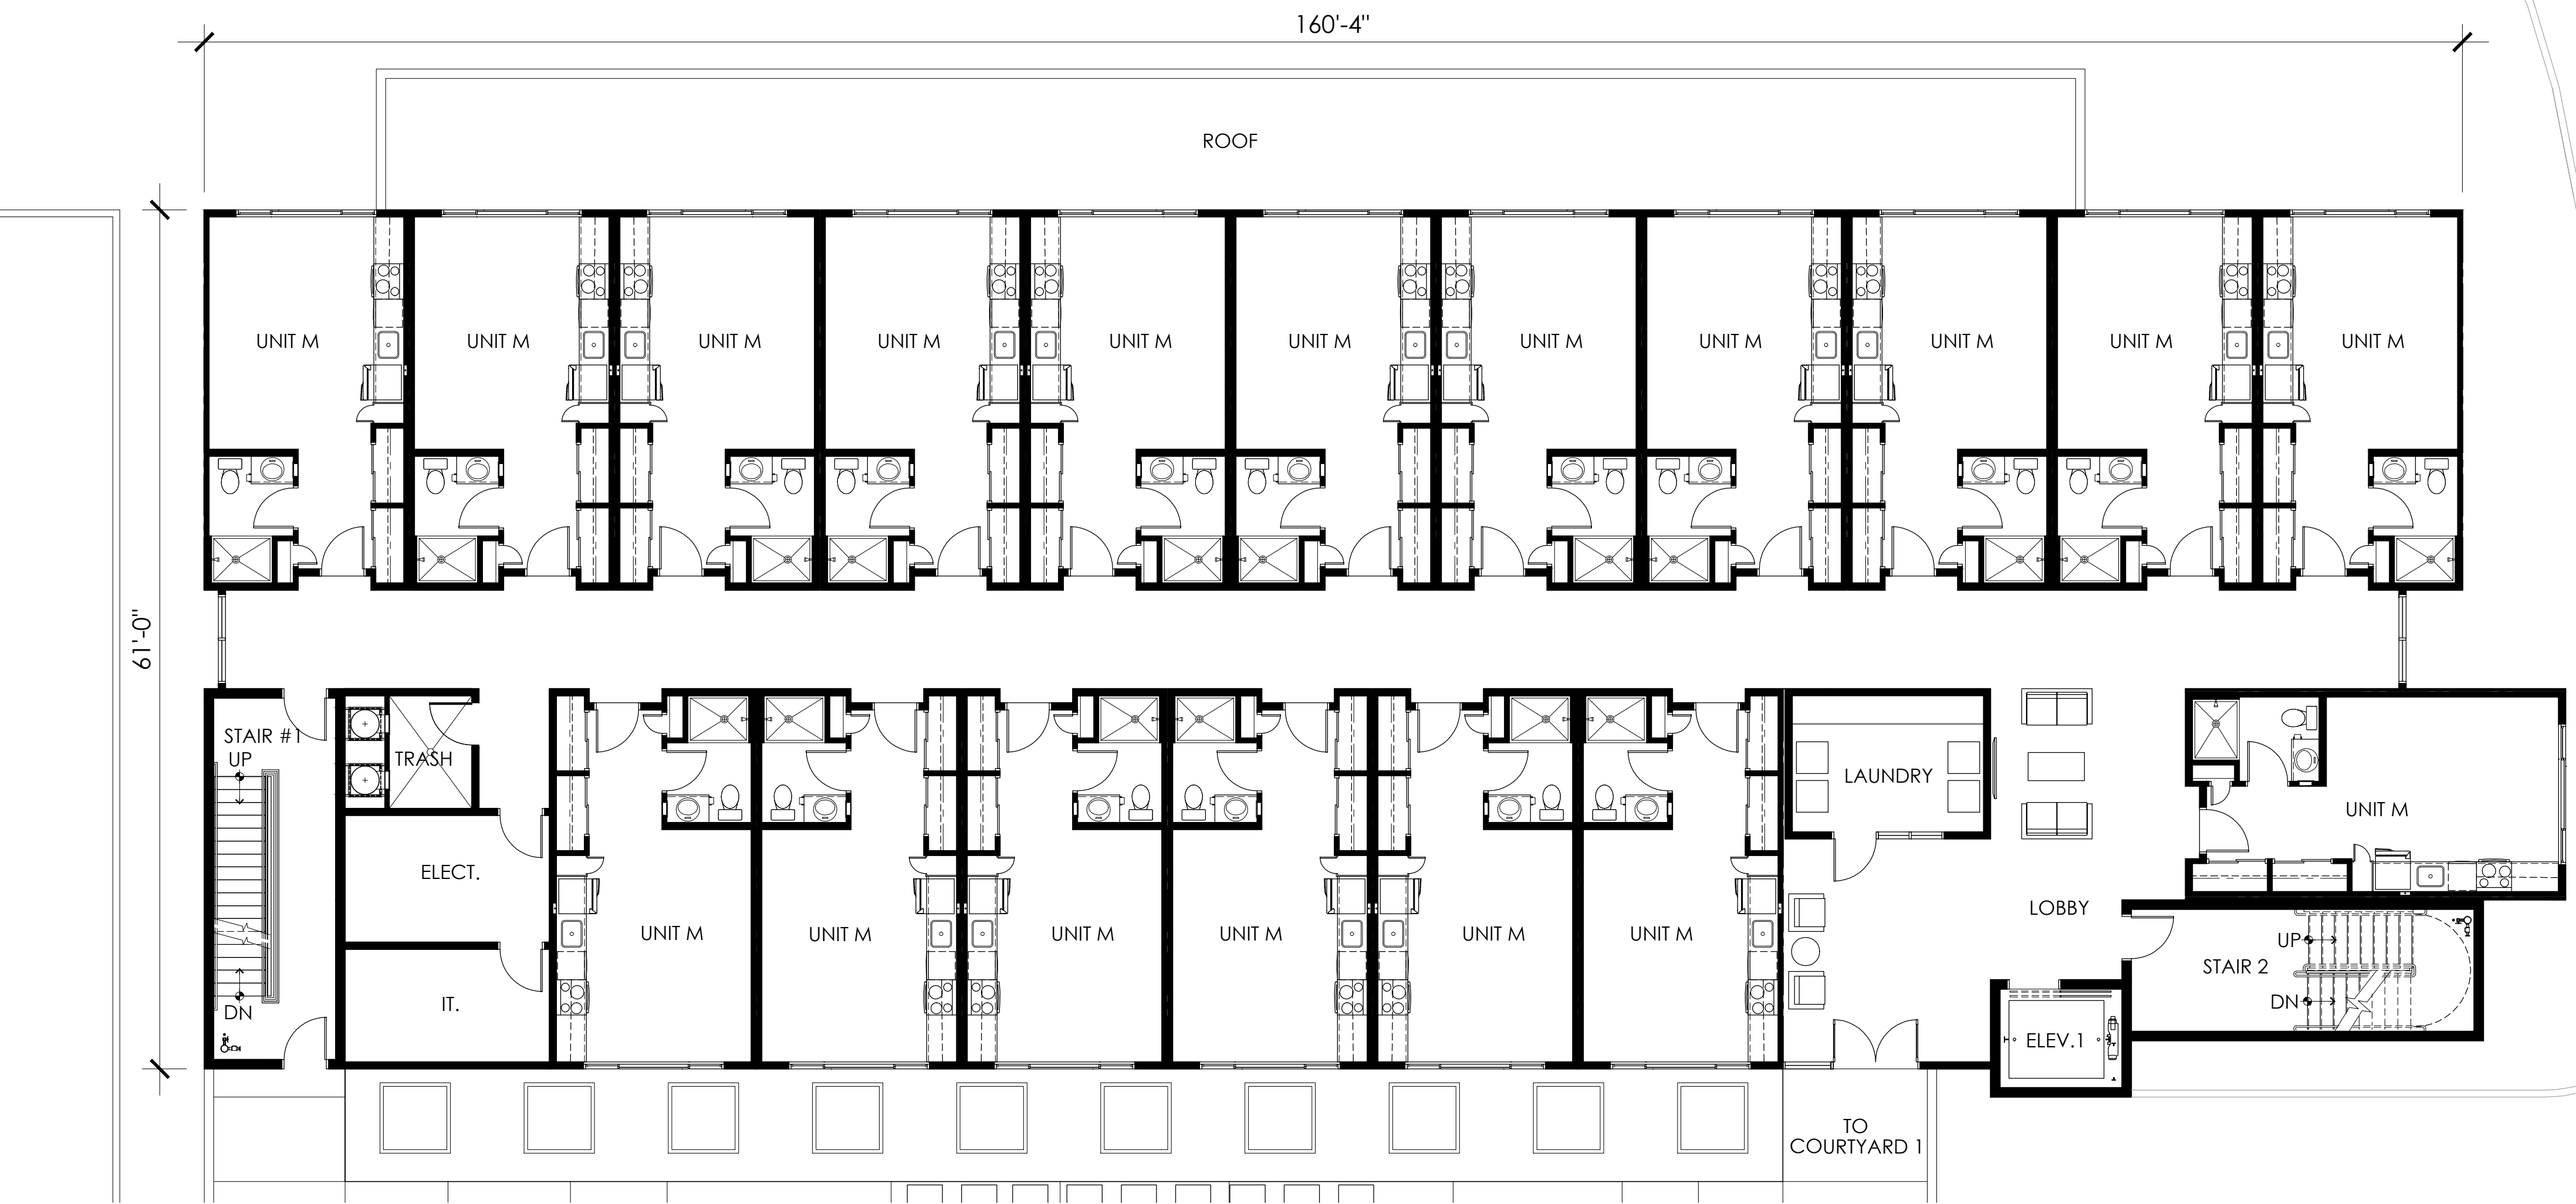 160'-4"
ROOF
UNIT M
UNIT M
UNIT M
UNIT M
UNIT M
UNIT M
UNIT M
UNIT M
UNIT M
UNIT M
UNIT M
61'-0"
STAIR #1
UP
TRASH
LAUNDRY
UNIT M
ELECT.
LOBBY
UNIT M
UNIT M
UNIT M
UNIT M
UNIT M
UNIT M
UP
STAIR 2
DN
IT.
DN
ELEV.1
TO
COURTYARD 1